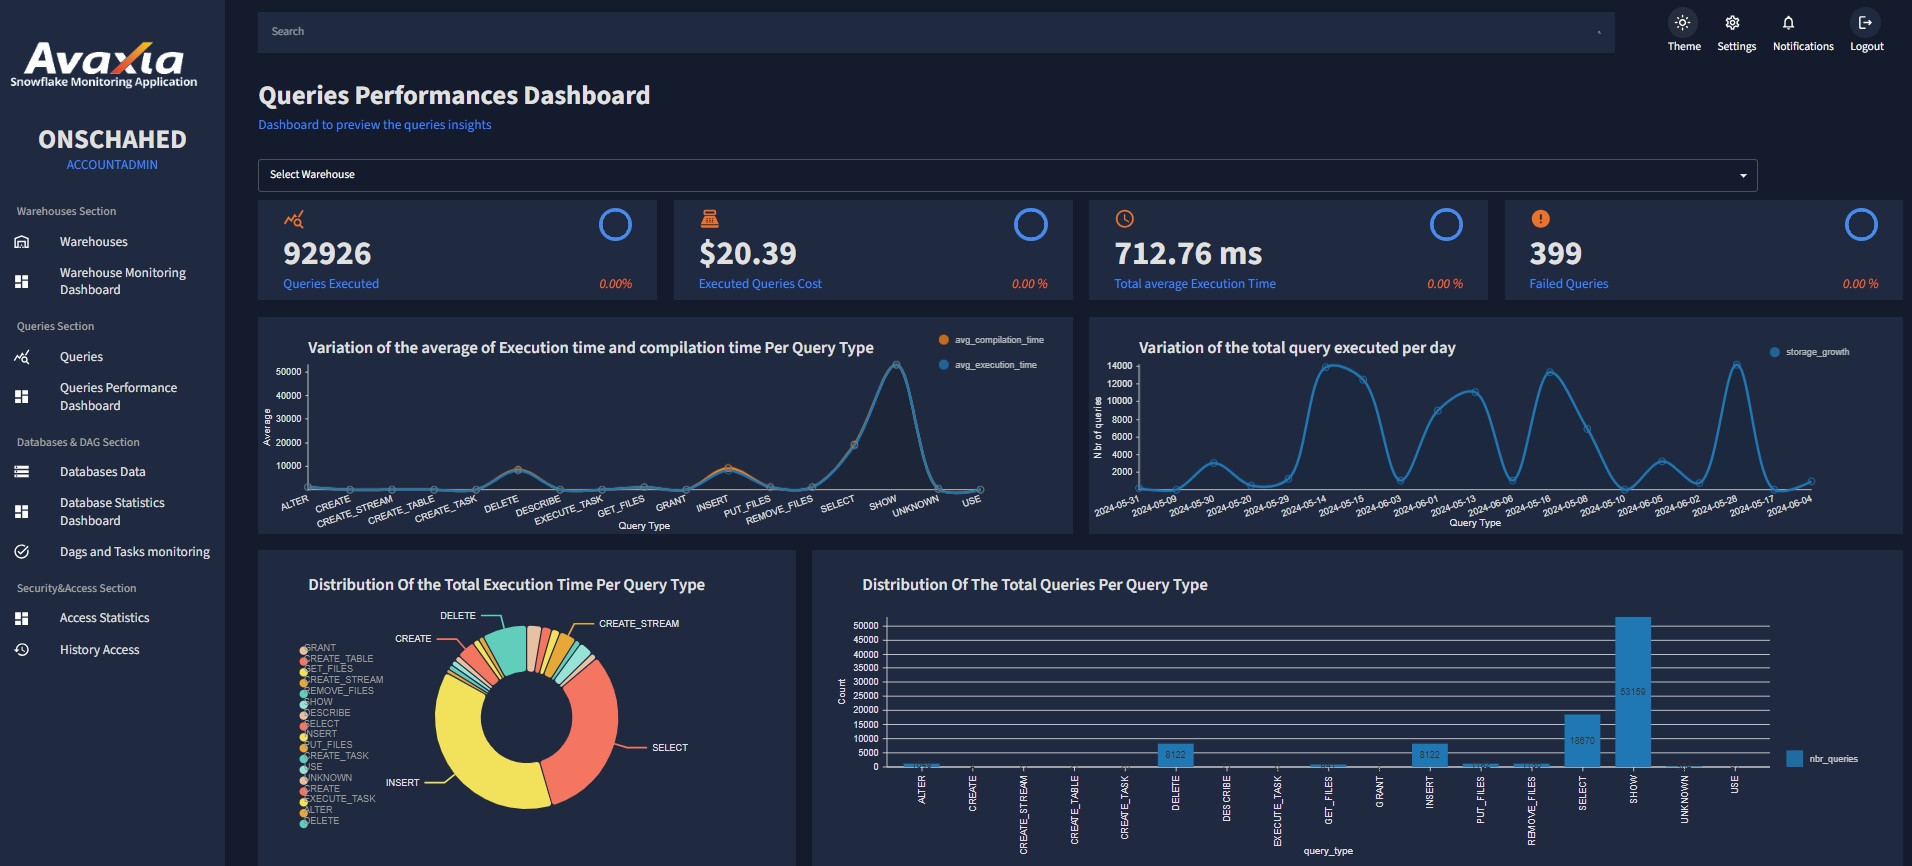 Avaxia
Snowflake Monitoring Application
ONSCHAHED
ACCOUNTADMIN
Warehouses Section
Warehouses
Warehouse Monitoring
Dashboard
Queries Section
Queries
Queries Performance
Dashboard
Databases & DAG Section
Databases Data
Database Statistics
Dashboard
Dags and Tasks monitoring
Security&Access Section
Access Statistics
History Access
Search
Theme
Settings
Notifications
Logout
Queries Performances Dashboard
Dashboard to preview the queries insights
Select Warehouse
92926
Queries Executed
0.00%
$20.39
Executed Queries Cost
0.00 %
712.76 ms
Total average Execution Time
0.00 %
399
Failed Queries
0.00 %
Variation of the average of Execution time and compilation time Per Query Type
avg_compilation_time
avg_execution_time
50000
40000
30000
20000
10000
Average
ALTER
CREATE
CREATE_STREAM
CREATE_TABLE
CREATE_TASK
DELETE
DESCRIBE
EXECUTE_TASK
GET_FILES
GRANT
INSERT
PUT_FILES
REMOVE_FILES
SELECT
SHOW
UNKNOWN
USE
Query Type
Variation of the total query executed per day
storage_growth
14000
12000
10000
8000
6000
4000
2000
Nbr of queries
2024-05-31
2024-05-09
2024-05-30
2024-05-20
2024-05-29
2024-05-14
2024-05-15
2024-06-03
2024-06-01
2024-05-13
2024-06-06
2024-05-16
2024-05-08
2024-05-10
2024-06-05
2024-06-02
2024-05-28
2024-05-17
2024-06-04
Query Type
Distribution Of the Total Execution Time Per Query Type
GRANT
CREATE_TABLE
GET_FILES
CREATE_STREAM
REMOVE_FILES
SHOW
DESCRIBE
SELECT
INSERT
PUT_FILES
CREATE_TASK
USE
UNKNOWN
CREATE
EXECUTE_TASK
ALTER
DELETE
DELETE
CREATE
CREATE_STREAM
SELECT
INSERT
Distribution Of The Total Queries Per Query Type
50000
45000
40000
35000
30000
25000
20000
15000
10000
5000
0
Count
8122
8122
18670
53159
ALTER
CREATE
CREATE_STREAM
CREATE_TABLE
CREATE_TASK
DELETE
DESCRIBE
EXECUTE_TASK
GET_FILES
GRANT
INSERT
PUT_FILES
REMOVE_FILES
SELECT
SHOW
UNKNOWN
USE
query_type
nbr_queries